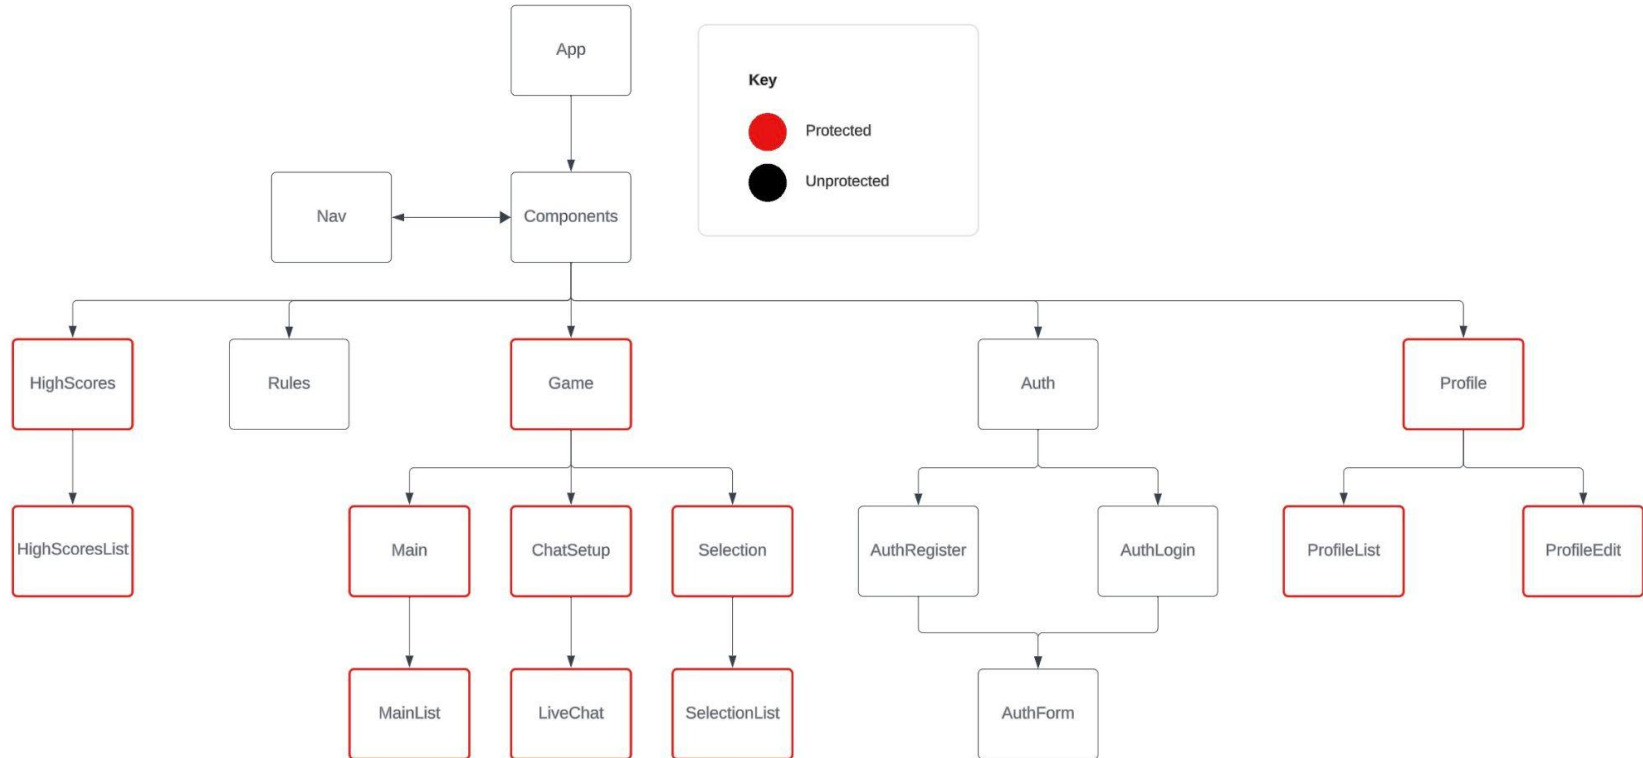 App
Key
Protected
Unprotected
Nav
Components
HighScores
Rules
Game
Auth
Profile
HighScoresList
Main
ChatSetup
Selection
AuthRegister
AuthLogin
ProfileList
ProfileEdit
MainList
LiveChat
SelectionList
AuthForm